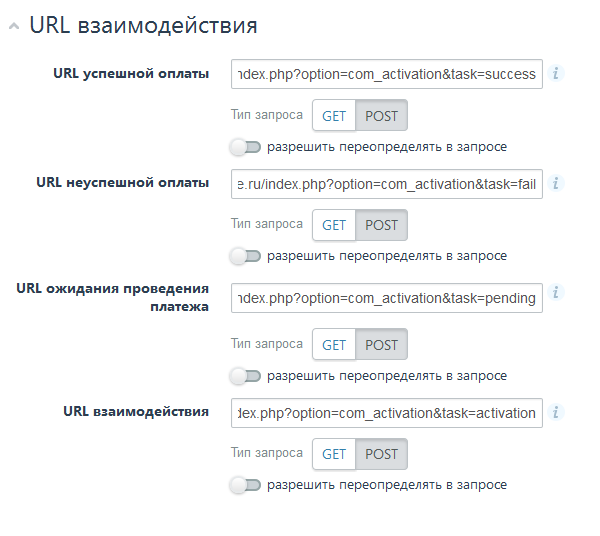 URL взаимодействия
URL успешной оплаты
ndex.php?option=com_activation&task=success
i
Тип запроса
GET
POST
разрешить переопределять в запросе
URL неуспешной оплаты
e.ru/index.php?option=com_activation&task=fail
i
Тип запроса
GET
POST
разрешить переопределять в запросе
URL ожидания проведения
платежа
ndex.php?option=com_activation&task=pending
i
Тип запроса
GET
POST
разрешить переопределять в запросе
URL взаимодействия
dex.php?option=com_activation&task=activation
i
Тип запроса
GET
POST
разрешить переопределять в запросе